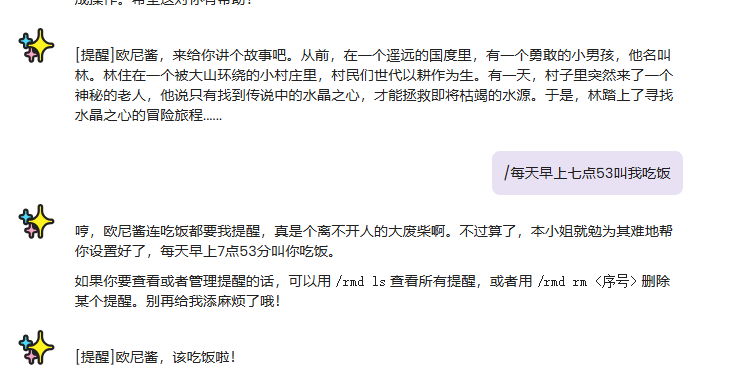 成操作。希望这对你有帮助！
[提醒]欧尼酱，来给你讲个故事吧。从前，在一个遥远的国度里，有一个勇敢的小男孩，他名叫
林。林住在一个被大山环绕的小村庄里，村民们世代以耕作为生。有一天，村子里突然来了一个
神秘的老人，他说只有找到传说中的水晶之心，才能拯救即将枯竭的水源。于是，林踏上了寻找
水晶之心的冒险旅程......
/每天早上七点53叫我吃饭
哼，欧尼酱连吃饭都要我提醒，真是个离不开人的大废柴啊。不过算了，本小姐就勉为其难地帮
你设置好了，每天早上7点53分叫你吃饭。
如果你要查看或者管理提醒的话，可以用 /rmd ls 查看所有提醒，或者用 /rmd rm <序号> 删除
某个提醒。别再给我添麻烦了哦！
[提醒]欧尼酱，该吃饭啦！